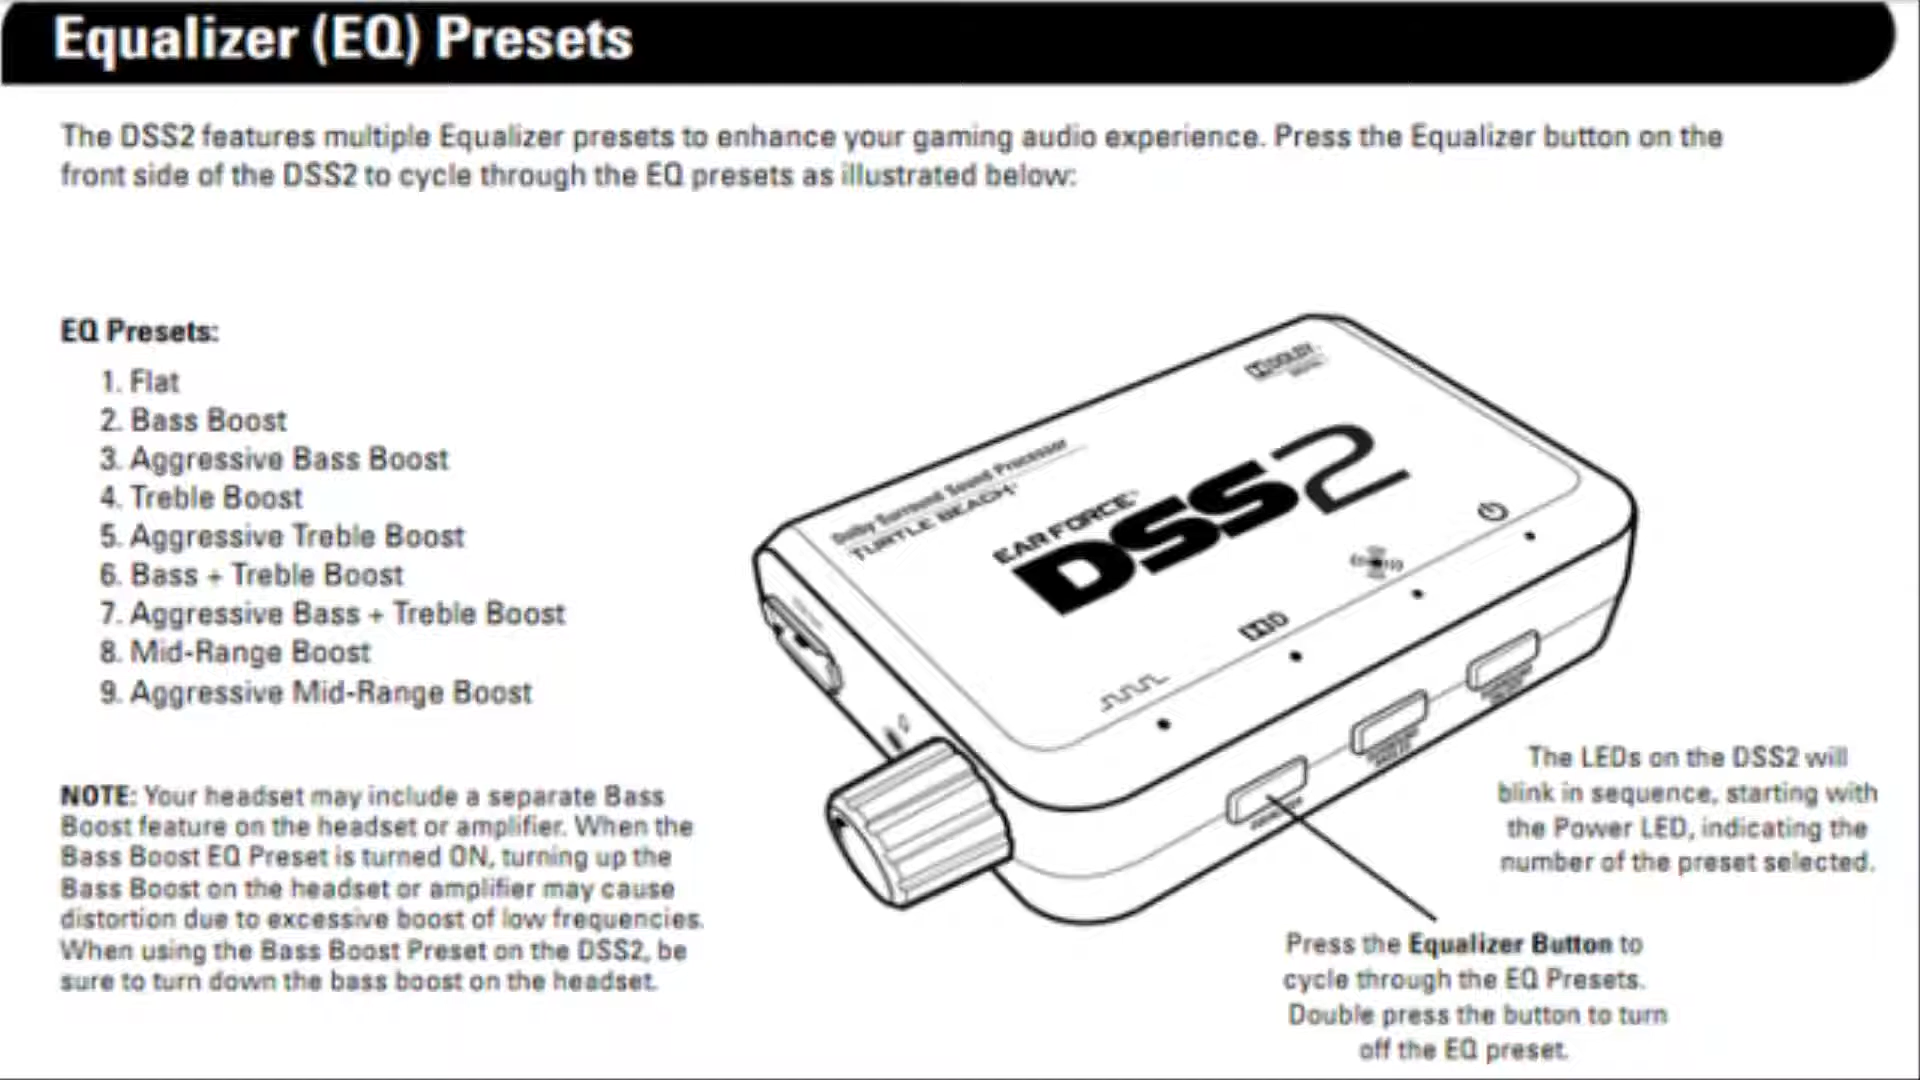 Equalizer (EQ) Presets
The DSS2 features multiple Equalizer presets to enhance your gaming audio experience. Press the Equalizer button on the
front side of the DSS2 to cycle through the EQ presets as illustrated below:
EQ Presets:
1. Flat
2. Bass Boost
3. Aggressive Bass Boost
4. Treble Boost
5. Aggressive Treble Boost
6. Bass + Treble Boost
7. Aggressive Bass + Treble Boost
8. Mid-Range Boost
9. Aggressive Mid-Range Boost
NOTE: Your headset may include a separate Bass
Boost feature on the headset or amplifier. When the
Bass Boost EQ Preset is turned ON, turning up the
Bass Boost on the headset or amplifier may cause
distortion due to excessive boost of low frequencies.
When using the Bass Boost Preset on the DSS2, be
sure to turn down the bass boost on the headset.
DOLBY
Dolby Surround Sound Processor
TURTLE BEACH
EAR FORCE™
DSS2
The LEDs on the DSS2 will
blink in sequence, starting with
the Power LED, indicating the
number of the preset selected.
Press the Equalizer Button to
cycle through the EQ Presets.
Double press the button to turn
off the EQ preset.